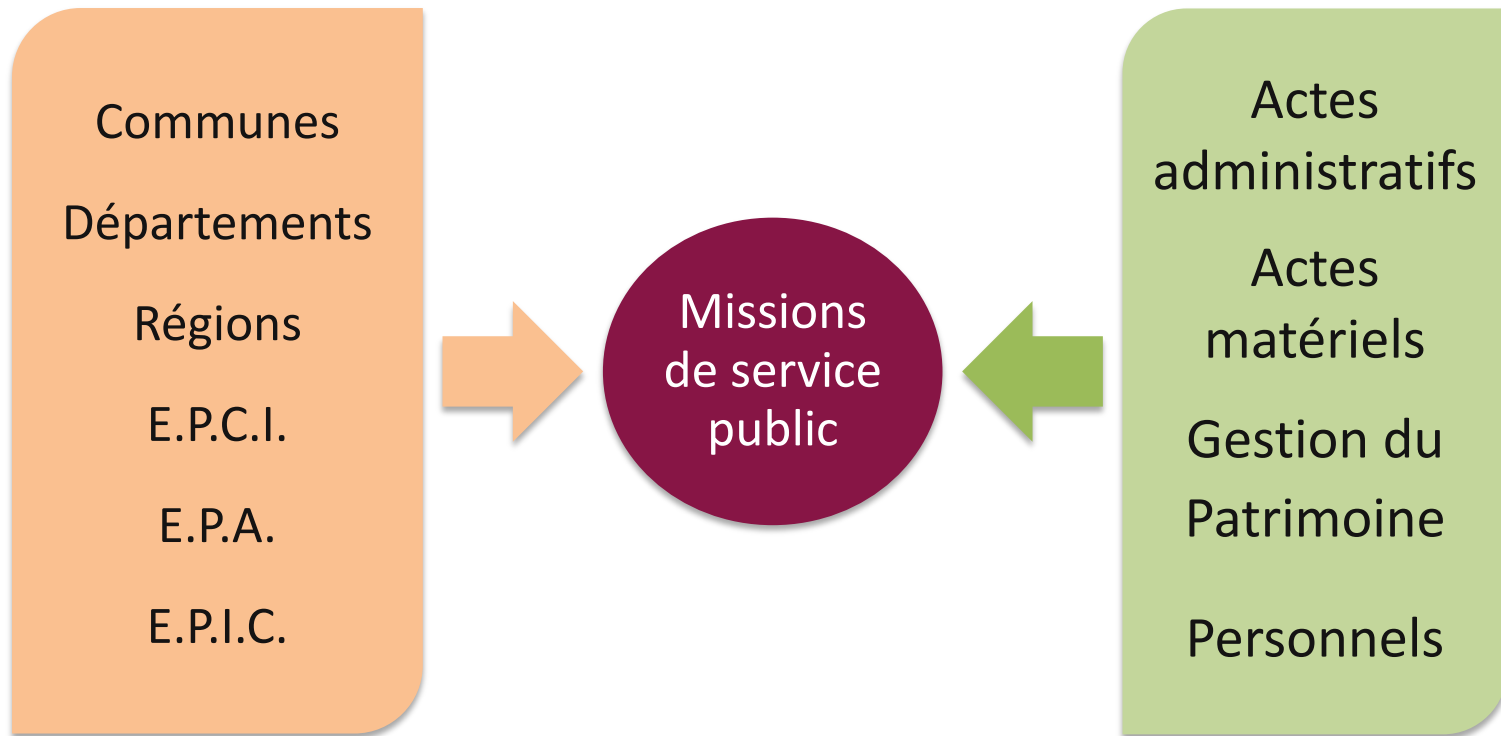 Communes
Départements
Régions
E.P.C.I.
E.P.A.
E.P.I.C.
Missions
de service
public
Actes
administratifs
Actes
matériels
Gestion du
Patrimoine
Personnels